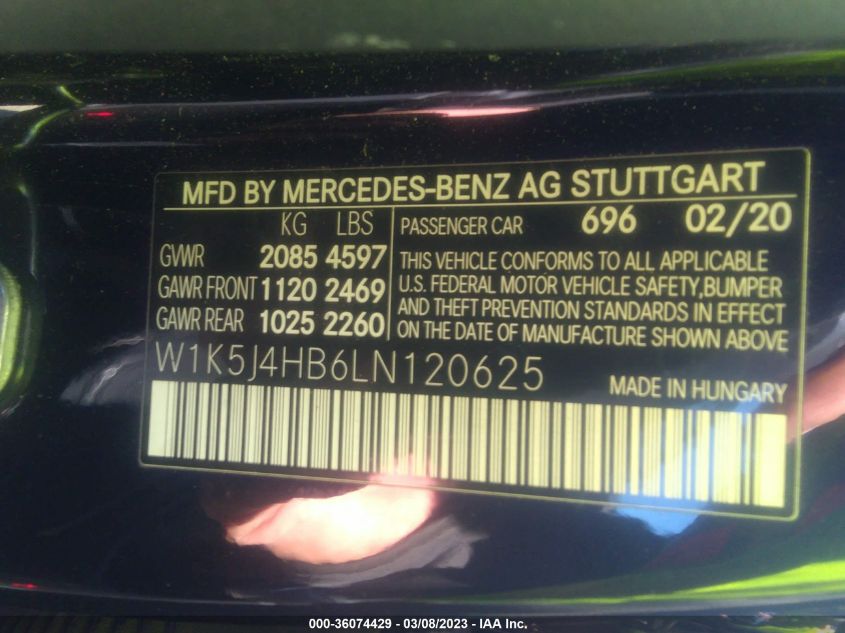 MFD BY MERCEDES-BENZ AG STUTTGART
KG LBS
GVWR 2085 4597
GAWR FRONT 1120 2469
GAWR REAR 1025 2260
PASSENGER CAR 696 02/20
THIS VEHICLE CONFORMS TO ALL APPLICABLE
U.S. FEDERAL MOTOR VEHICLE SAFETY,BUMPER
AND THEFT PREVENTION STANDARDS IN EFFECT
ON THE DATE OF MANUFACTURE SHOWN ABOVE
W1K5J4HB6LN120625
MADE IN HUNGARY
000-36074429 - 03/08/2023 - IAA Inc.